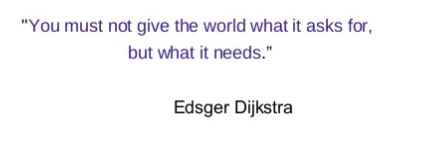 "You must not give the world what it asks for,
but what it needs.”
Edsger Dijkstra